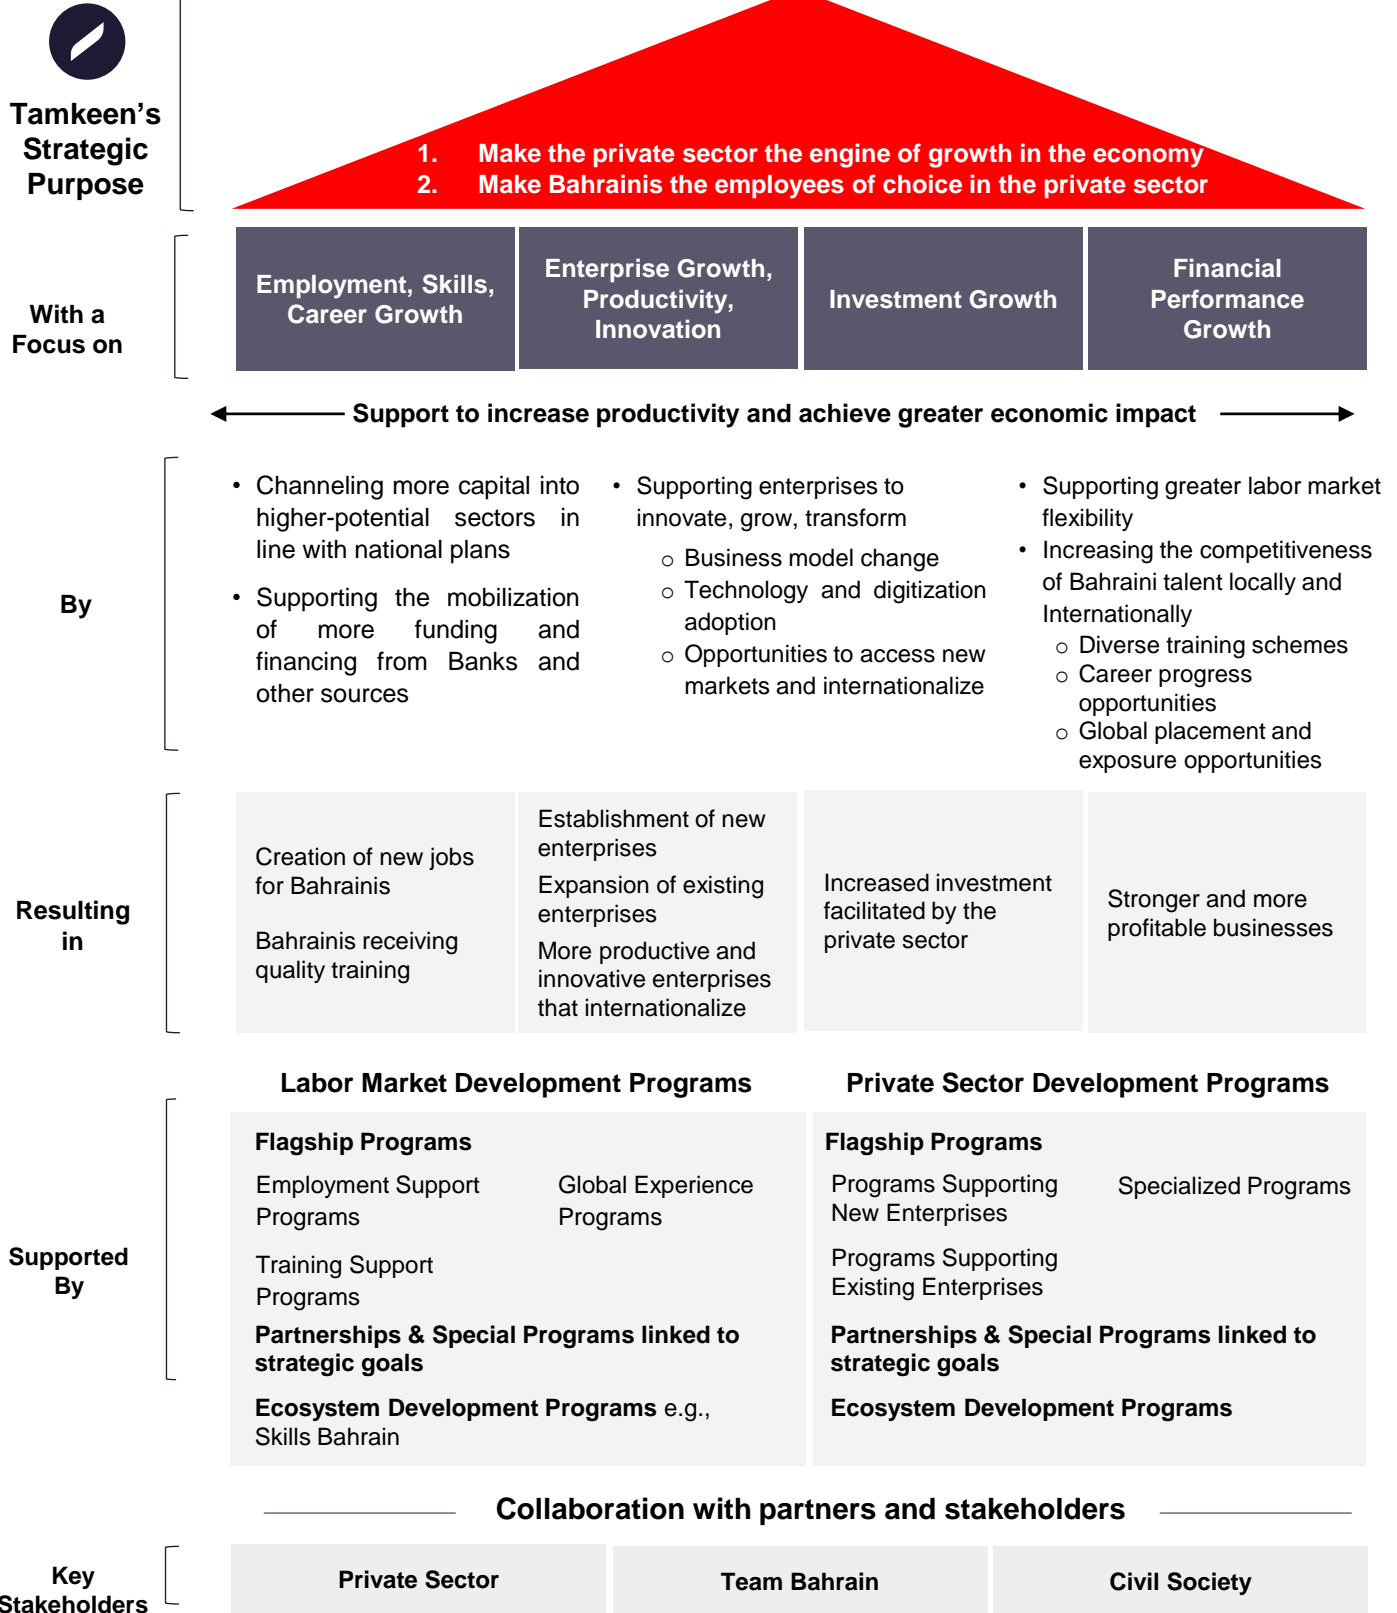 Tamkeen’s
Strategic
Purpose
1. Make the private sector the engine of growth in the economy
2. Make Bahrainis the employees of choice in the private sector
With a
Focus on
Employment, Skills,
Career Growth
Enterprise Growth,
Productivity,
Innovation
Investment Growth
Financial
Performance
Growth
Support to increase productivity and achieve greater economic impact
By
• Channeling more capital into
higher-potential sectors in
line with national plans
• Supporting the mobilization
of more funding and
financing from Banks and
other sources
• Supporting enterprises to
innovate, grow, transform
o Business model change
o Technology and digitization
adoption
o Opportunities to access new
markets and internationalize
• Supporting greater labor market
flexibility
• Increasing the competitiveness
of Bahraini talent locally and
Internationally
o Diverse training schemes
o Career progress
opportunities
o Global placement and
exposure opportunities
Resulting
in
Creation of new jobs
for Bahrainis
Bahrainis receiving
quality training
Establishment of new
enterprises
Expansion of existing
enterprises
More productive and
innovative enterprises
that internationalize
Increased investment
facilitated by the
private sector
Stronger and more
profitable businesses
Supported
By
Labor Market Development Programs
Flagship Programs
Employment Support
Programs
Global Experience
Programs
Training Support
Programs
Partnerships & Special Programs linked to
strategic goals
Ecosystem Development Programs e.g.,
Skills Bahrain
Private Sector Development Programs
Flagship Programs
Programs Supporting
New Enterprises
Specialized Programs
Programs Supporting
Existing Enterprises
Partnerships & Special Programs linked to
strategic goals
Ecosystem Development Programs
Collaboration with partners and stakeholders
Key
Stakeholders
Private Sector
Team Bahrain
Civil Society